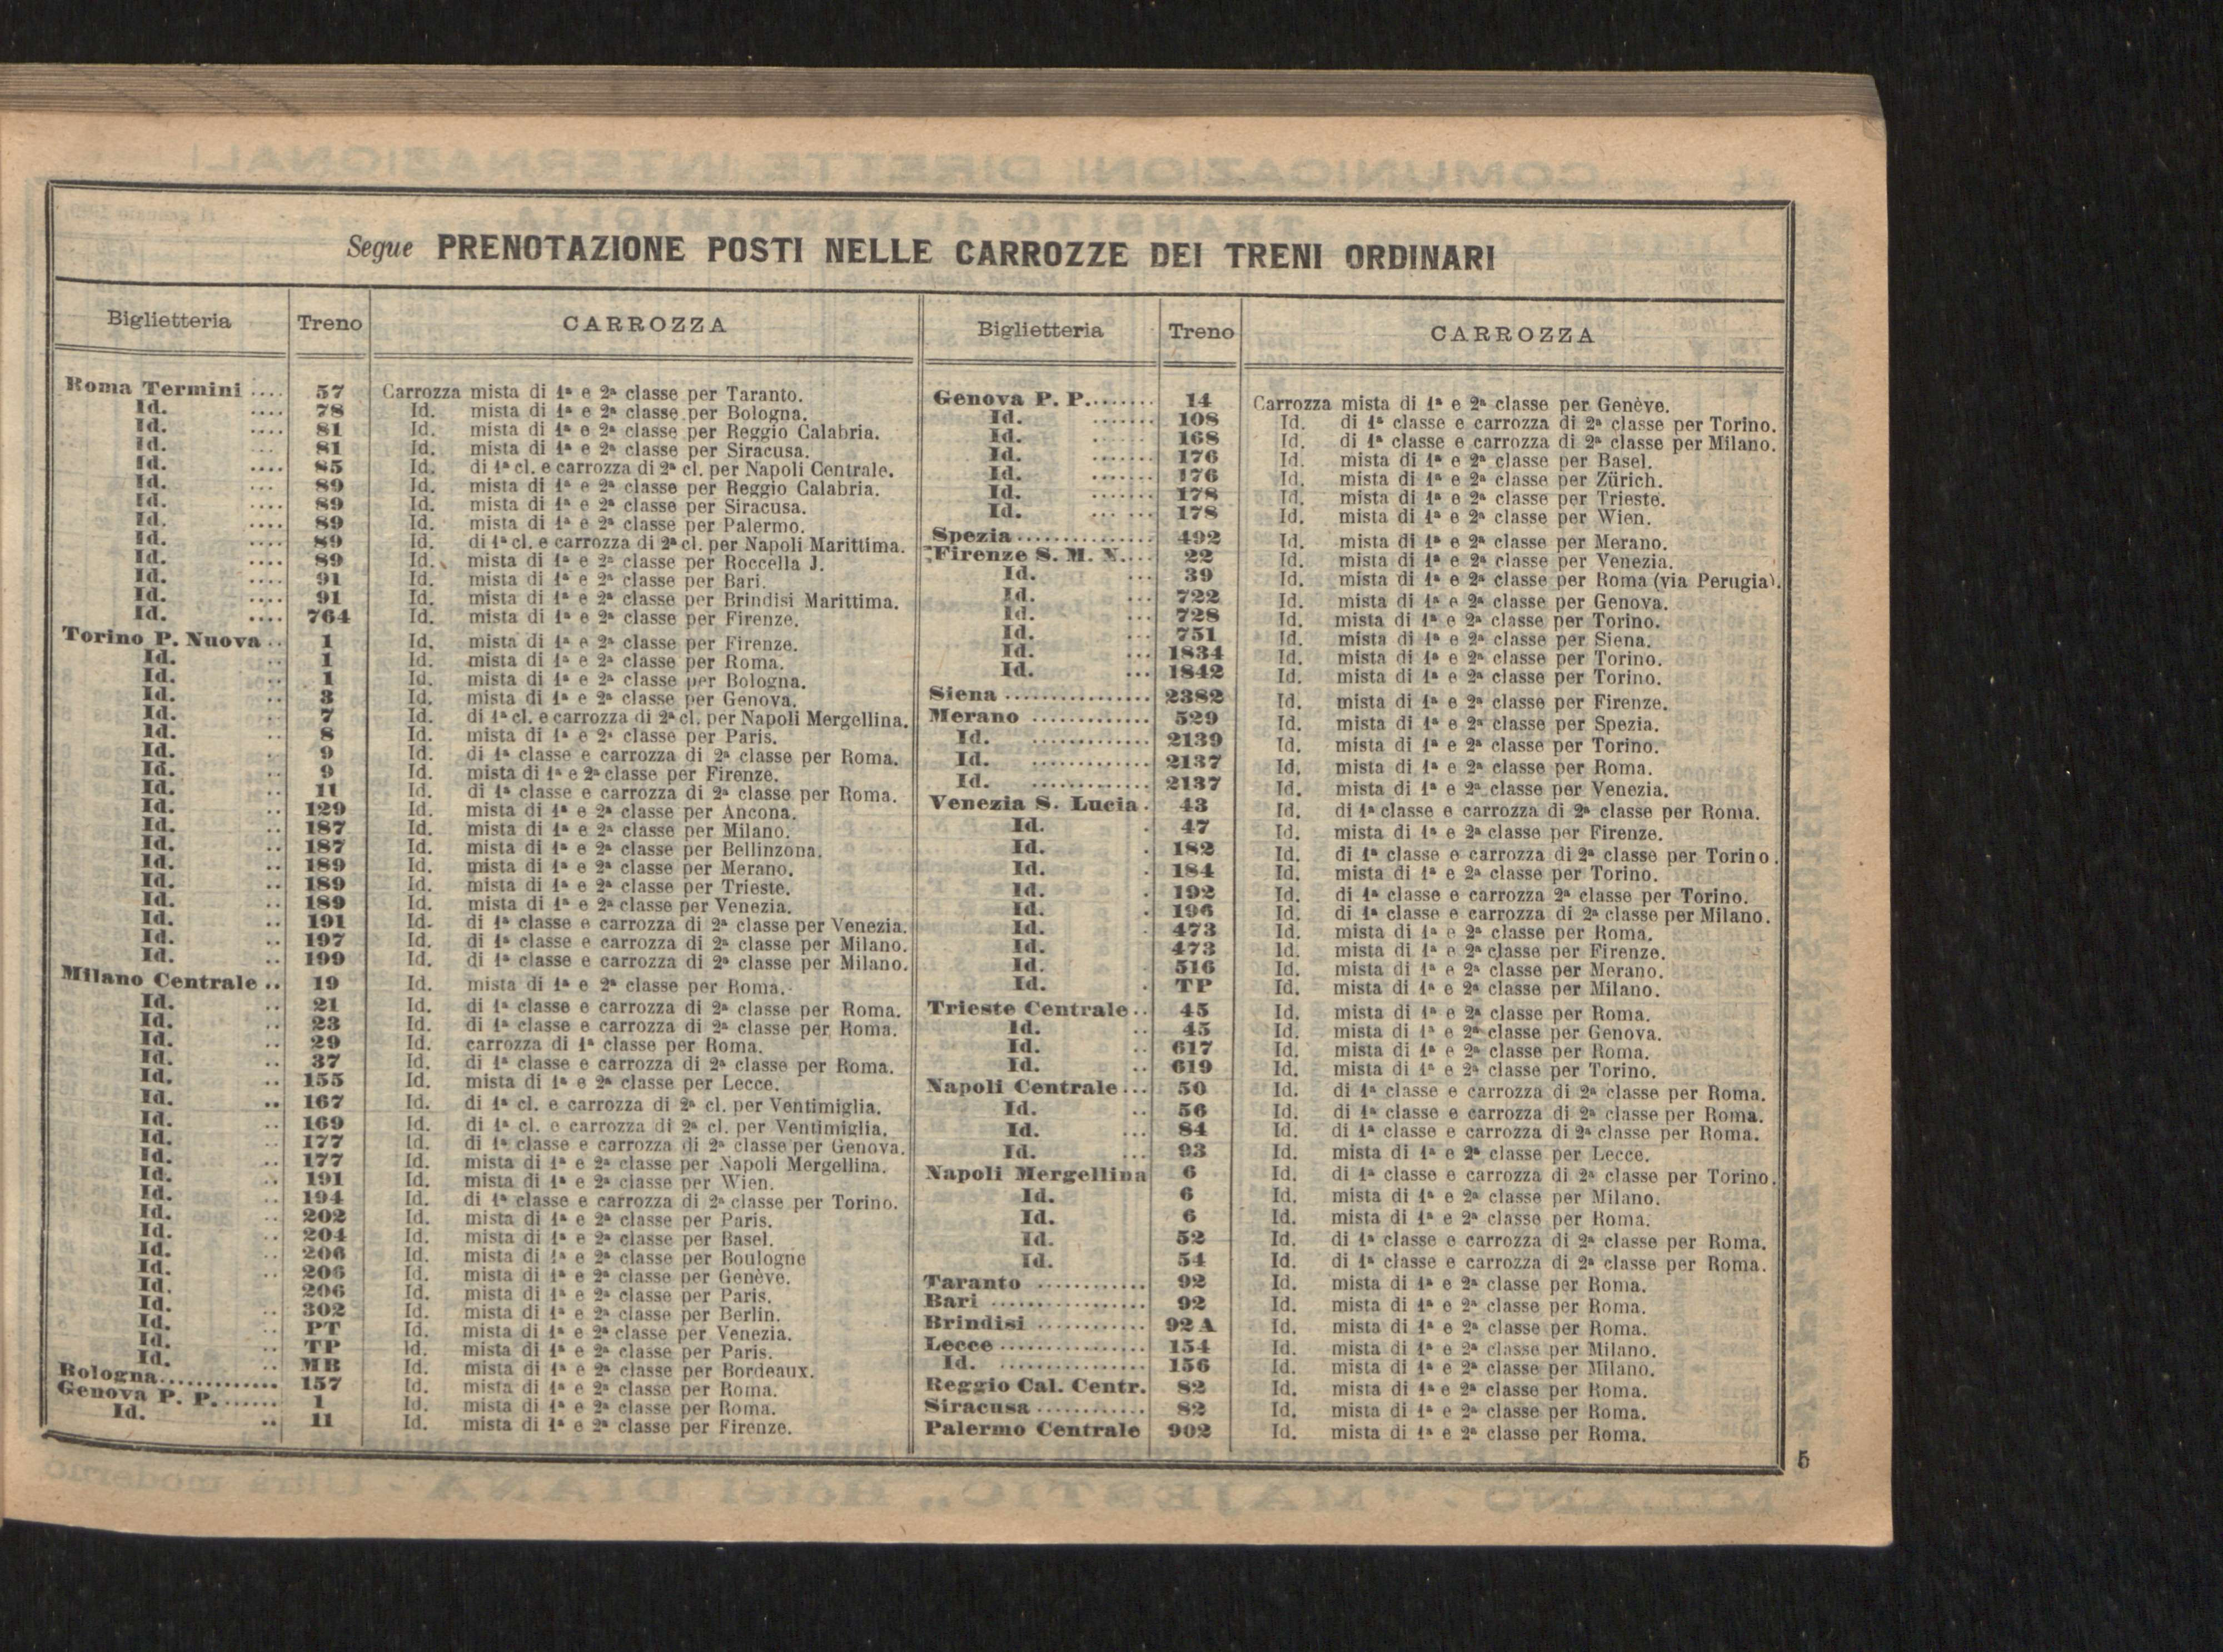 Segue PRENOTAZIONE POSTI NELLE CARROZZE DEI TRENI ORDINARI
Biglietteria Treno CARROZZA
Roma Termini .... 57 Carrozza mista di 1ª e 2ª classe per Taranto.
Id. .... 78 Id. mista di 1ª e 2ª classe per Bologna.
Id. .... 81 Id. mista di 1ª e 2ª classe per Reggio Calabria.
Id. ... 81 Id. mista di 1ª e 2ª classe per Siracusa.
Id. .... 85 Id. di 1ª cl. e carrozza di 2ª cl. per Napoli Centrale.
Id. ... 89 Id. mista di 1ª e 2ª classe per Reggio Calabria.
Id. .... 89 Id. mista di 1ª e 2ª classe per Siracusa.
Id. .... 89 Id. mista di 1ª e 2ª classe per Palermo.
Id. .... 89 Id. di 1ª cl. e carrozza di 2ª cl. per Napoli Marittima.
Id. .... 89 Id. mista di 1ª e 2ª classe per Roccella J.
Id. .... 91 Id. mista di 1ª e 2ª classe per Bari.
Id. .... 91 Id. mista di 1ª e 2ª classe per Brindisi Marittima.
Id. .... 764 Id. mista di 1ª e 2ª classe per Firenze.
Torino P. Nuova .. 1 Id. mista di 1ª e 2ª classe per Firenze.
Id. .. 1 Id. mista di 1ª e 2ª classe per Roma.
Id. .. 1 Id. mista di 1ª e 2ª classe per Bologna.
Id. .. 3 Id. mista di 1ª e 2ª classe per Genova.
Id. .. 7 Id. di 1ª cl. e carrozza di 2ª cl. per Napoli Mergellina.
Id. .. 8 Id. mista di 1ª e 2ª classe per Paris.
Id. .. 9 Id. di 1ª classe e carrozza di 2ª classe per Roma.
Id. .. 9 Id. mista di 1ª e 2ª classe per Firenze.
Id. .. 11 Id. di 1ª classe e carrozza di 2ª classe per Roma.
Id. .. 129 Id. mista di 1ª e 2ª classe per Ancona.
Id. .. 187 Id. mista di 1ª e 2ª classe per Milano.
Id. .. 187 Id. mista di 1ª e 2ª classe per Bellinzona.
Id. .. 189 Id. mista di 1ª e 2ª classe per Merano.
Id. .. 189 Id. mista di 1ª e 2ª classe per Trieste.
Id. .. 189 Id. mista di 1ª e 2ª classe per Venezia.
Id. .. 191 Id. di 1ª classe e carrozza di 2ª classe per Venezia.
Id. .. 197 Id. di 1ª classe e carrozza di 2ª classe per Milano.
Id. .. 199 Id. di 1ª classe e carrozza di 2ª classe per Milano.
Milano Centrale .. 19 Id. mista di 1ª e 2ª classe per Roma.
Id. .. 21 Id. di 1ª classe e carrozza di 2ª classe per Roma.
Id. .. 23 Id. di 1ª classe e carrozza di 2ª classe per Roma.
Id. .. 29 Id. carrozza di 1ª classe per Roma.
Id. .. 37 Id. di 1ª classe e carrozza di 2ª classe per Roma.
Id. .. 155 Id. mista di 1ª e 2ª classe per Lecce.
Id. .. 167 Id. di 1ª cl. e carrozza di 2ª cl. per Ventimiglia.
Id. .. 169 Id. di 1ª cl. e carrozza di 2ª cl. per Ventimiglia.
Id. .. 177 Id. di 1ª classe e carrozza di 2ª classe per Genova.
Id. .. 177 Id. mista di 1ª e 2ª classe per Napoli Mergellina.
Id. .. 191 Id. mista di 1ª e 2ª classe per Wien.
Id. .. 194 Id. di 1ª classe e carrozza di 2ª classe per Torino.
Id. .. 202 Id. mista di 1ª e 2ª classe per Paris.
Id. .. 204 Id. mista di 1ª e 2ª classe per Basel.
Id. .. 206 Id. mista di 1ª e 2ª classe per Boulogne
Id. .. 206 Id. mista di 1ª e 2ª classe per Genève.
Id. 206 Id. mista di 1ª e 2ª classe per Paris.
Id. .. 302 Id. mista di 1ª e 2ª classe per Berlin.
Id. .. PT Id. mista di 1ª e 2ª classe per Venezia.
Id. .. TP Id. mista di 1ª e 2ª classe per Paris.
Id. .. MB Id. mista di 1ª e 2ª classe per Bordeaux.
Bologna............. 157 Id. mista di 1ª e 2ª classe per Roma.
Genova P. P....... 1 Id. mista di 1ª e 2ª classe per Roma.
Id. .. 11 Id. mista di 1ª e 2ª classe per Firenze.
Biglietteria Treno CARROZZA
Genova P. P....... 14 Carrozza mista di 1ª e 2ª classe per Genève.
Id. ....... 108 Id. di 1ª classe e carrozza di 2ª classe per Torino.
Id. ....... 168 Id. di 1ª classe e carrozza di 2ª classe per Milano.
Id. ....... 176 Id. mista di 1ª e 2ª classe per Basel.
Id. ....... 176 Id. mista di 1ª e 2ª classe per Zürich.
Id. ....... 178 Id. mista di 1ª e 2ª classe per Trieste.
Id. ....... 178 Id. mista di 1ª e 2ª classe per Wien.
Spezia............... 492 Id. mista di 1ª e 2ª classe per Merano.
Firenze S. M. N.... 22 Id. mista di 1ª e 2ª classe per Venezia.
Id. ... 39 Id. mista di 1ª e 2ª classe per Roma (via Perugia).
Id. ... 722 Id. mista di 1ª e 2ª classe per Genova.
Id. ... 728 Id. mista di 1ª e 2ª classe per Torino.
Id. ... 751 Id. mista di 1ª e 2ª classe per Siena.
Id. ... 1834 Id. mista di 1ª e 2ª classe per Torino.
Id. ... 1842 Id. mista di 1ª e 2ª classe per Torino.
Siena ................ 2382 Id. mista di 1ª e 2ª classe per Firenze.
Merano ............. 529 Id. mista di 1ª e 2ª classe per Spezia.
Id. ............. 2139 Id. mista di 1ª e 2ª classe per Torino.
Id. ............. 2137 Id. mista di 1ª e 2ª classe per Roma.
Id. ............. 2137 Id. mista di 1ª e 2ª classe per Venezia.
Venezia S. Lucia . 43 Id. di 1ª classe e carrozza di 2ª classe per Roma.
Id. . 47 Id. mista di 1ª e 2ª classe per Firenze.
Id. . 182 Id. di 1ª classe e carrozza di 2ª classe per Torino.
Id. . 184 Id. mista di 1ª e 2ª classe per Torino.
Id. . 192 Id. di 1ª classe e carrozza 2ª classe per Torino.
Id. . 196 Id. di 1ª classe e carrozza di 2ª classe per Milano.
Id. . 473 Id. mista di 1ª e 2ª classe per Roma.
Id. . 473 Id. mista di 1ª e 2ª classe per Firenze.
Id. . 516 Id. mista di 1ª e 2ª classe per Merano.
Id. . TP Id. mista di 1ª e 2ª classe per Milano.
Trieste Centrale .. 45 Id. mista di 1ª e 2ª classe per Roma.
Id. .. 45 Id. mista di 1ª e 2ª classe per Genova.
Id. .. 617 Id. mista di 1ª e 2ª classe per Roma.
Id. .. 619 Id. mista di 1ª e 2ª classe per Torino.
Napoli Centrale ... 50 Id. di 1ª classe e carrozza di 2ª classe per Roma.
Id. .. 56 Id. di 1ª classe e carrozza di 2ª classe per Roma.
Id. ... 84 Id. di 1ª classe e carrozza di 2ª classe per Roma.
Id. ... 93 Id. mista di 1ª e 2ª classe per Lecce.
Napoli Mergellina 6 Id. di 1ª classe e carrozza di 2ª classe per Torino.
Id. 6 Id. mista di 1ª e 2ª classe per Milano.
Id. 6 Id. mista di 1ª e 2ª classe per Roma.
Id. 52 Id. di 1ª classe e carrozza di 2ª classe per Roma.
Id. 54 Id. di 1ª classe e carrozza di 2ª classe per Roma.
Taranto ............ 92 Id. mista di 1ª e 2ª classe per Roma.
Bari ................. 92 Id. mista di 1ª e 2ª classe per Roma.
Brindisi ............ 92 A Id. mista di 1ª e 2ª classe per Roma.
Lecce ................ 154 Id. mista di 1ª e 2ª classe per Milano.
Id. ................ 156 Id. mista di 1ª e 2ª classe per Milano.
Reggio Cal. Centr. 82 Id. mista di 1ª e 2ª classe per Roma.
Siracusa ............ 82 Id. mista di 1ª e 2ª classe per Roma.
Palermo Centrale 902 Id. mista di 1ª e 2ª classe per Roma.
5